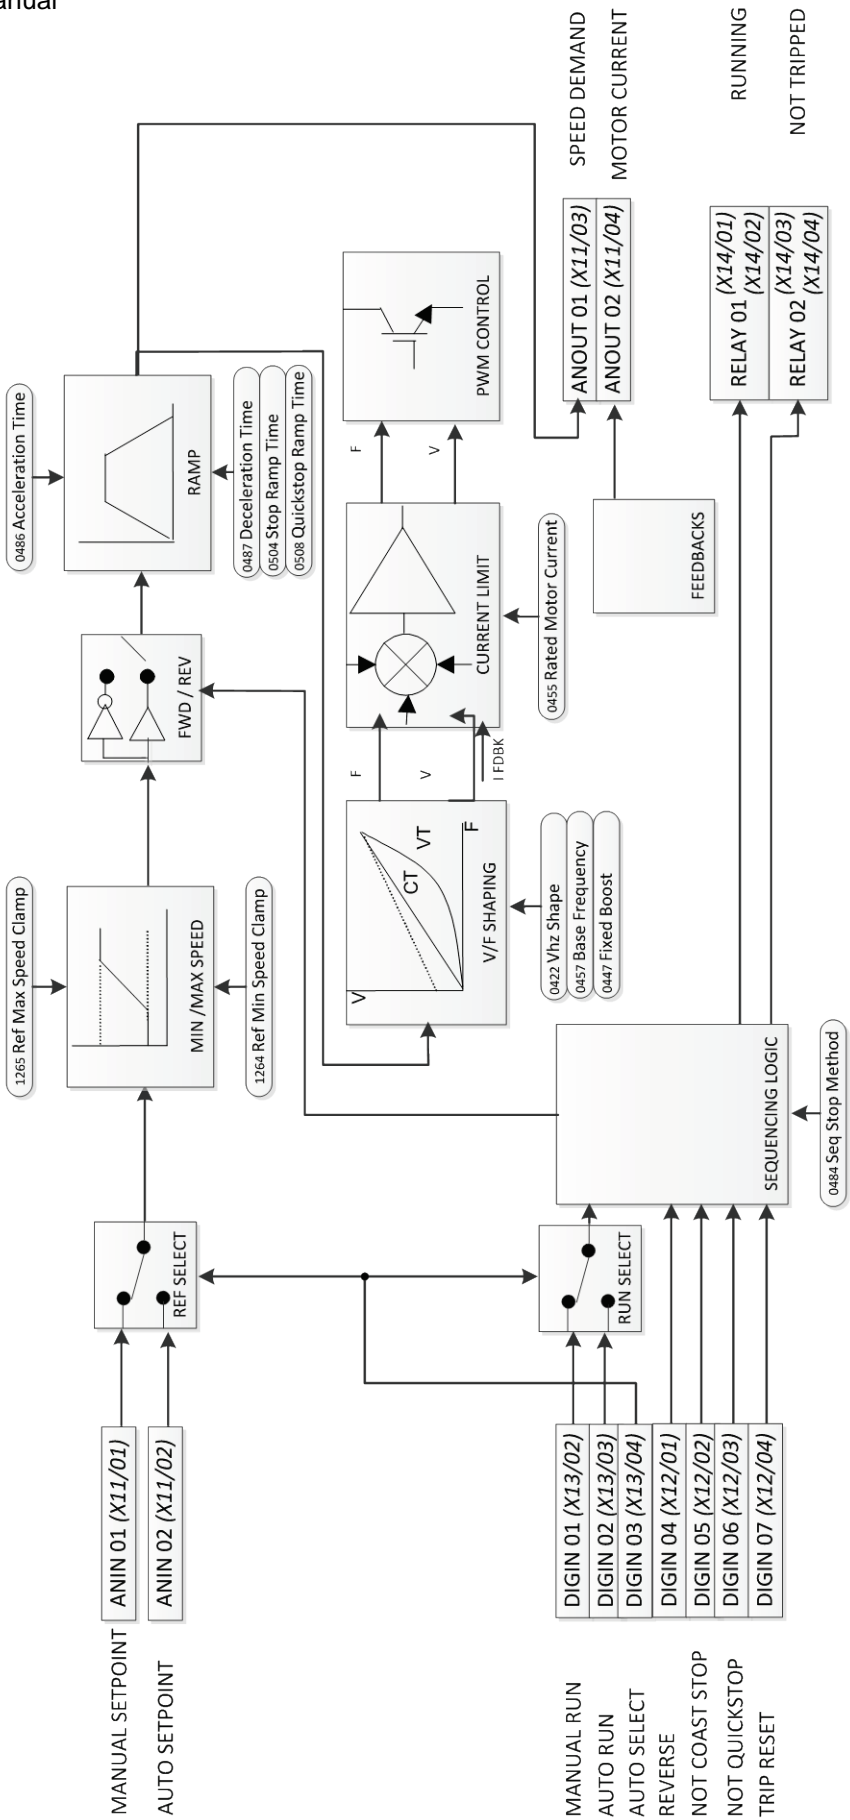 anual
MANUAL SETPOINT
AUTO SETPOINT
ANIN 01 (X11/01)
ANIN 02 (X11/02)
REF SELECT
1265 Ref Max Speed Clamp
MIN /MAX SPEED
1264 Ref Min Speed Clamp
FWD / REV
0486 Acceleration Time
RAMP
0487 Deceleration Time
0504 Stop Ramp Time
0508 Quickstop Ramp Time
V
CT
VT
F
V/F SHAPING
0422 Vhz Shape
0457 Base Frequency
0447 Fixed Boost
F
V
I FDBK
CURRENT LIMIT
0455 Rated Motor Current
F
V
PWM CONTROL
FEEDBACKS
ANOUT 01 (X11/03)
ANOUT 02 (X11/04)
SPEED DEMAND
MOTOR CURRENT
MANUAL RUN
AUTO RUN
AUTO SELECT
REVERSE
NOT COAST STOP
NOT QUICKSTOP
TRIP RESET
DIGIN 01 (X13/02)
DIGIN 02 (X13/03)
DIGIN 03 (X13/04)
DIGIN 04 (X12/01)
DIGIN 05 (X12/02)
DIGIN 06 (X12/03)
DIGIN 07 (X12/04)
RUN SELECT
SEQUENCING LOGIC
0484 Seq Stop Method
RELAY 01 (X14/01)
(X14/02)
RELAY 02 (X14/03)
(X14/04)
RUNNING
NOT TRIPPED